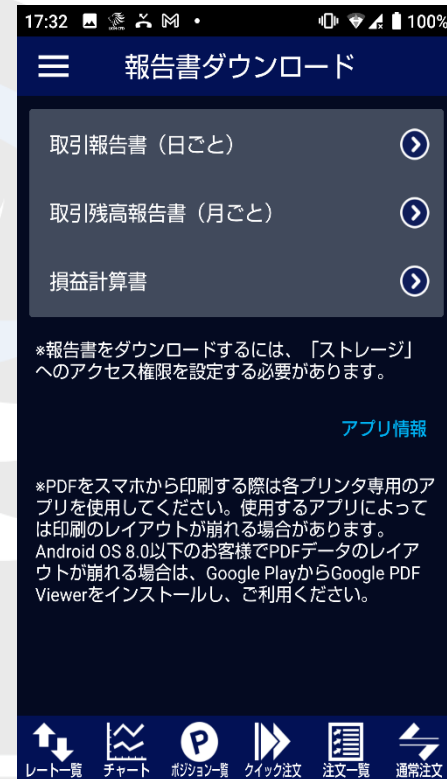 17:32 100%
報告書ダウンロード
取引報告書（日ごと）
取引残高報告書（月ごと）
損益計算書
※報告書をダウンロードするには、「ストレージ」
へのアクセス権限を設定する必要があります。
アプリ情報
※PDFをスマホから印刷する際は各プリンタ専用のア
プリを使用してください。使用するアプリによって
は印刷のレイアウトが崩れる場合があります。
Android OS 8.0以下のお客様でPDFデータのレイア
ウトが崩れる場合は、Google PlayからGoogle PDF
Viewerをインストールし、ご利用ください。
レート一覧 チャート ポジション一覧 クイック注文 注文一覧 通常注文